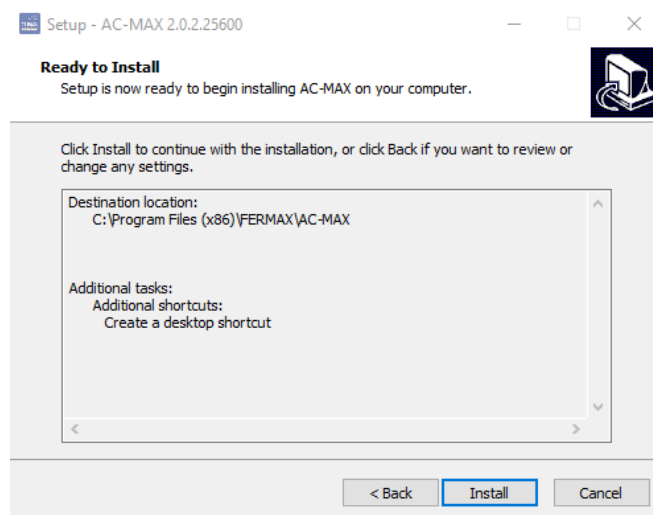 Setup - AC-MAX 2.0.2.25600
Ready to Install
Setup is now ready to begin installing AC-MAX on your computer.
Click Install to continue with the installation, or click Back if you want to review or
change any settings.
Destination location:
C:\Program Files (x86)\FERMAX\AC-MAX
Additional tasks:
Additional shortcuts:
Create a desktop shortcut
< Back
Install
Cancel